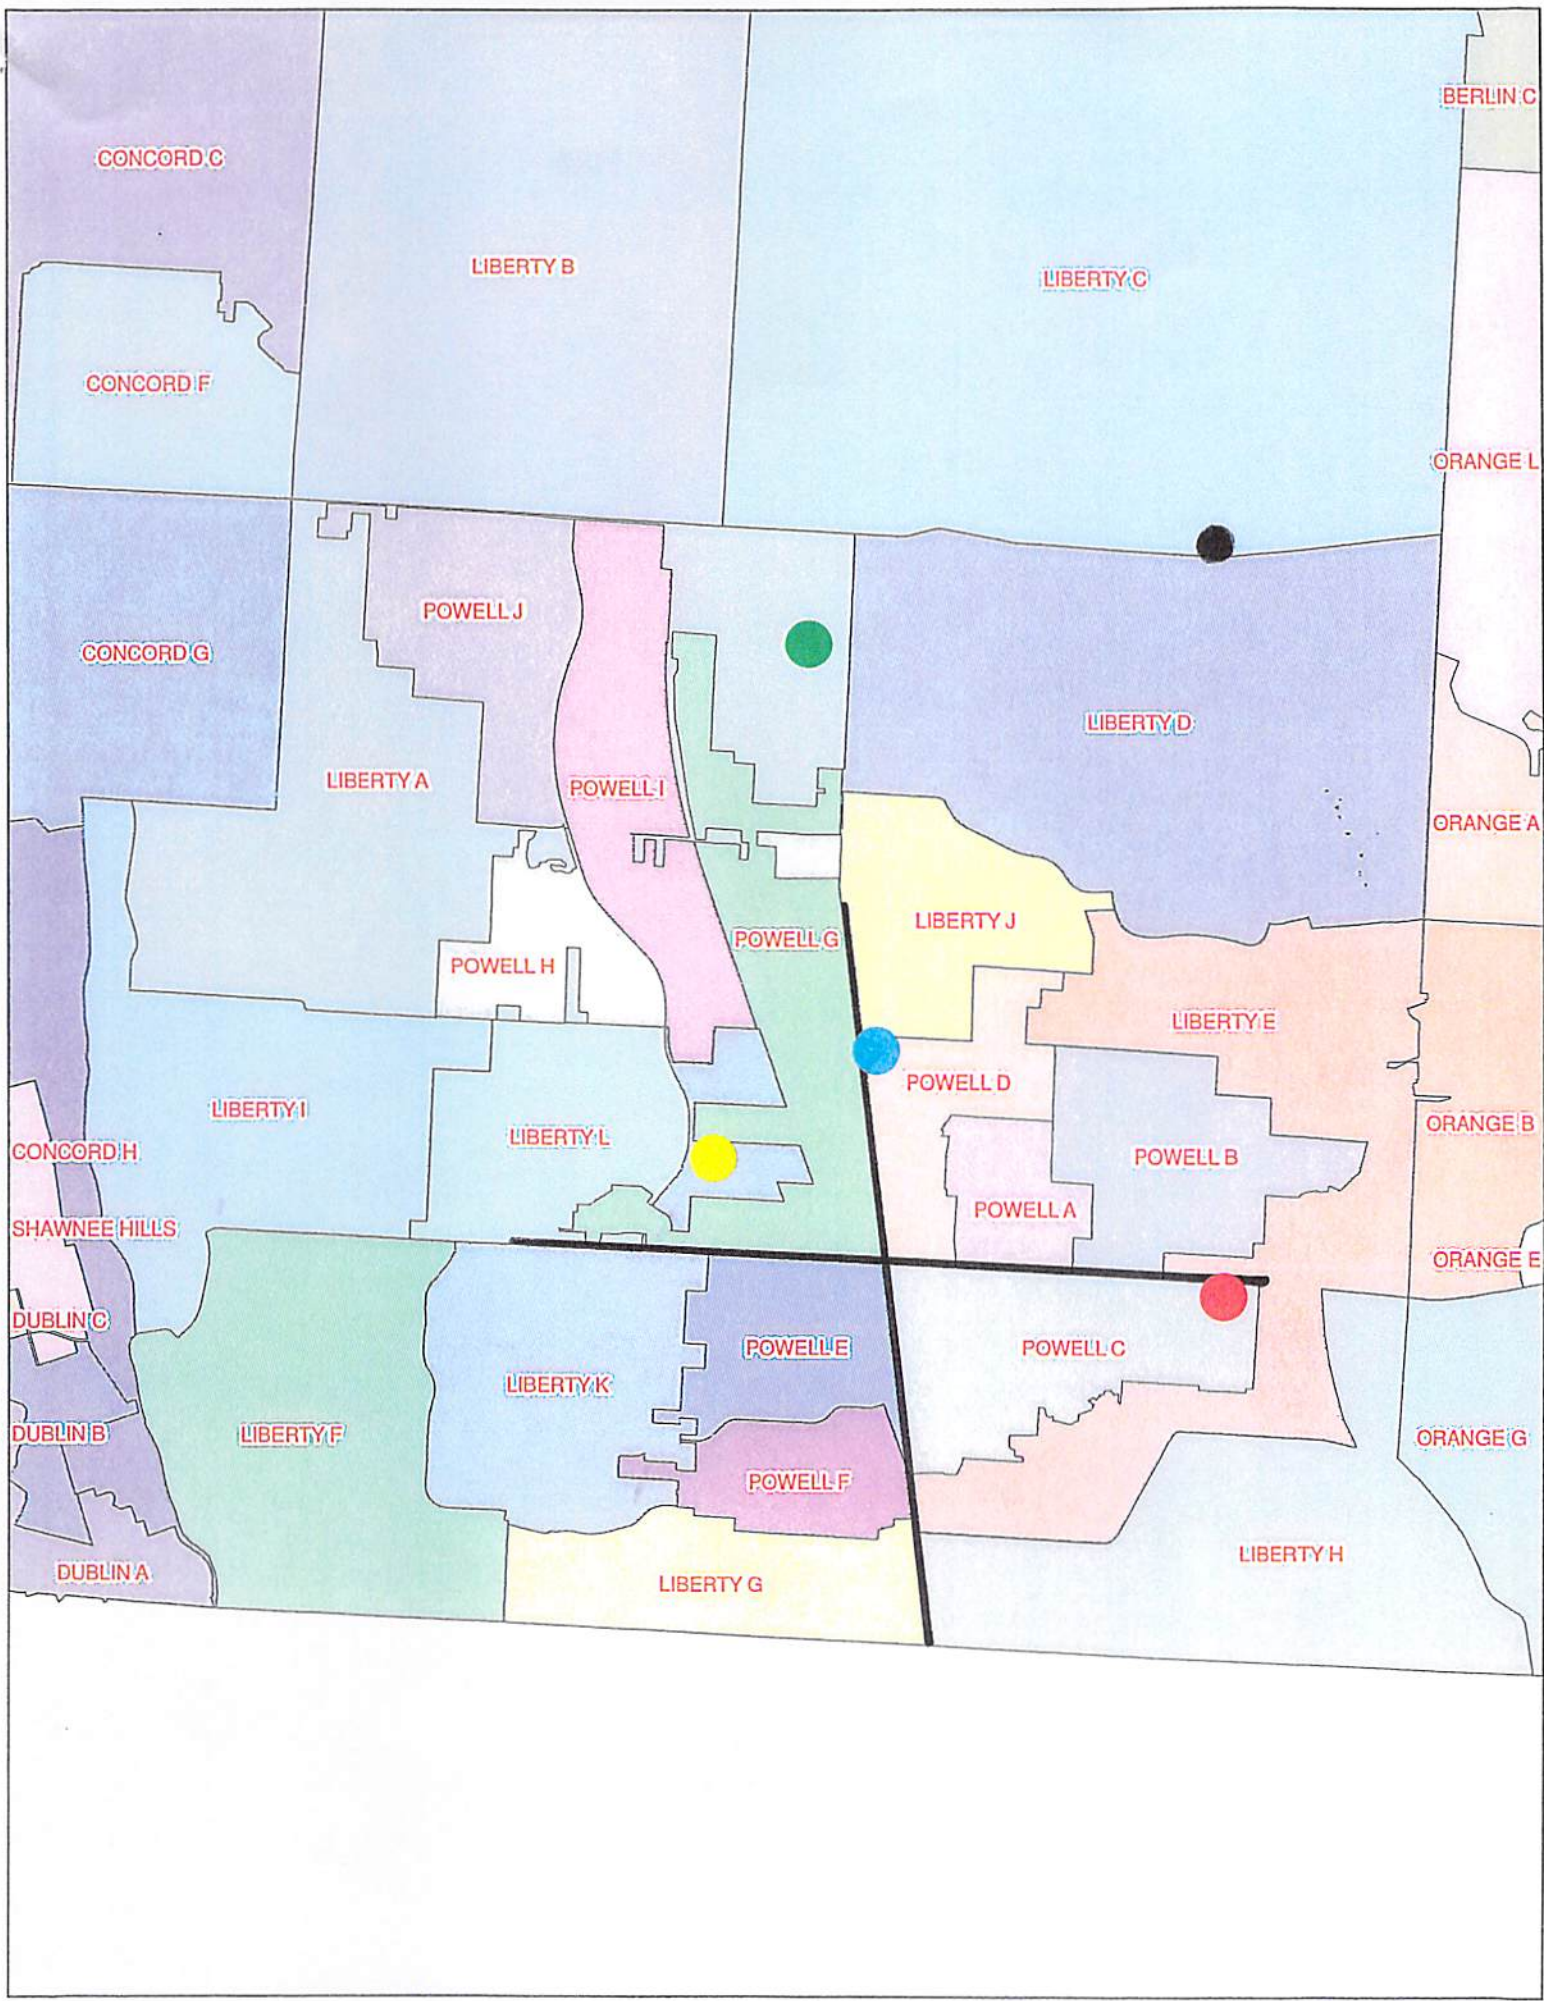 BERLIN C
CONCORD C
LIBERTY B
LIBERTY C
CONCORD F
ORANGE L
POWELL J
CONCORD G
LIBERTY D
LIBERTY A
POWELL I
ORANGE A
LIBERTY J
POWELL G
POWELL H
LIBERTY E
POWELL D
LIBERTY I
ORANGE B
LIBERTY L
CONCORD H
POWELL B
POWELL A
SHAWNEE HILLS
ORANGE E
DUBLIN C
POWELL E
POWELL C
LIBERTY K
DUBLIN B
LIBERTY F
ORANGE G
POWELL F
LIBERTY H
DUBLIN A
LIBERTY G